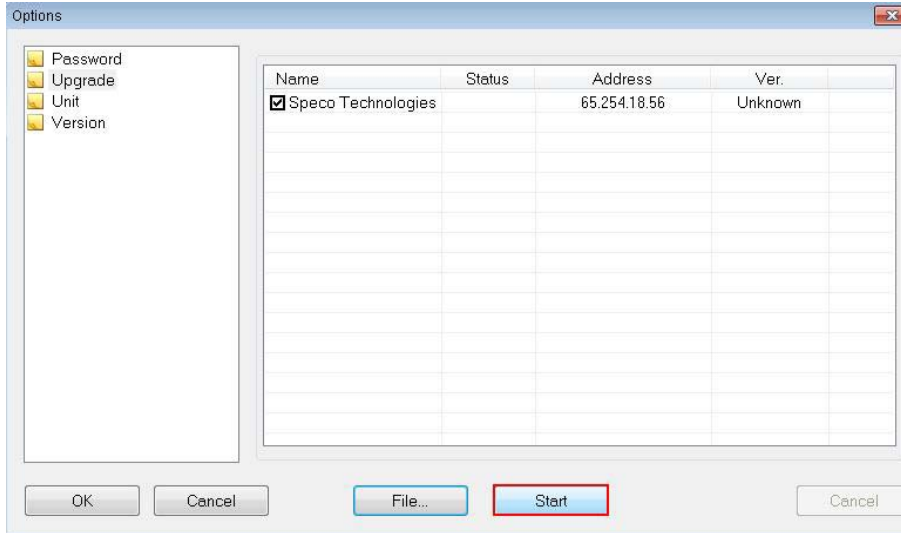 Options
Password
Upgrade
Unit
Version
Name Status Address Ver.
Speco Technologies 65.254.18.56 Unknown
OK Cancel File... Start Cancel